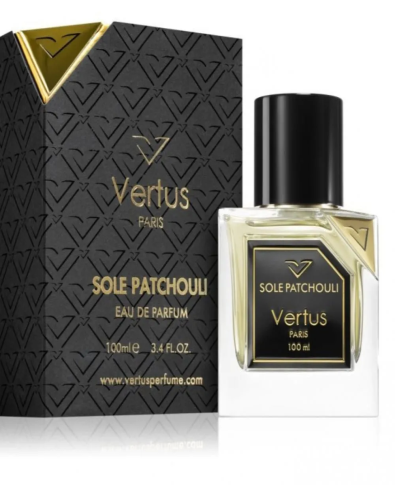 Vertus
PARIS
SOLE PATCHOULI
EAU DE PARFUM
100ml e 3.4 FL.OZ.
www.vertusperfume.com
SOLE PATCHOULI
Vertus
PARIS
100 ml